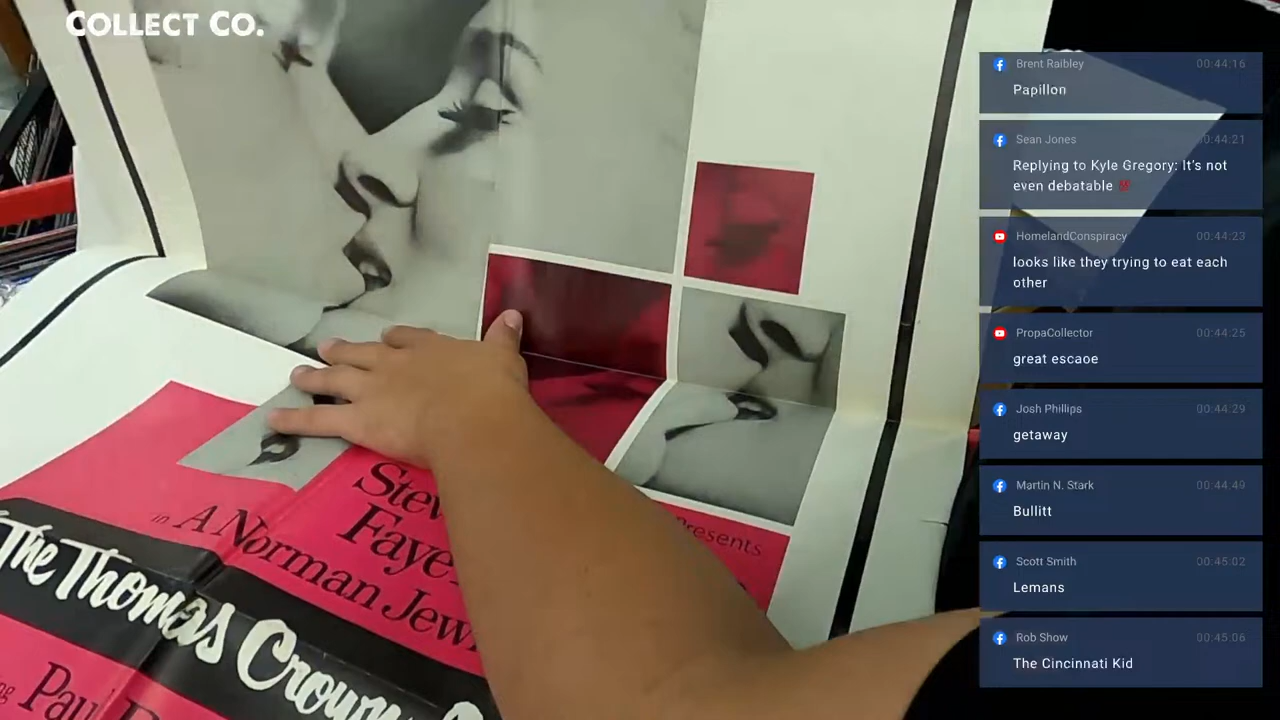 COLLECT CO.
Brent Raibley 00:44:16
Papillon
Sean Jones 00:44:21
Replying to Kyle Gregory: It's not
even debatable 💯
HomelandConspiracy 00:44:23
looks like they trying to eat each
other
PropaCollector 00:44:25
great escaoe
Josh Phillips 00:44:29
getaway
Martin N. Stark 00:44:49
Bullitt
Scott Smith 00:45:02
Lemans
Rob Show 00:45:06
The Cincinnati Kid
Presents
Faye
in A Norman Jew
The Thomas Crown